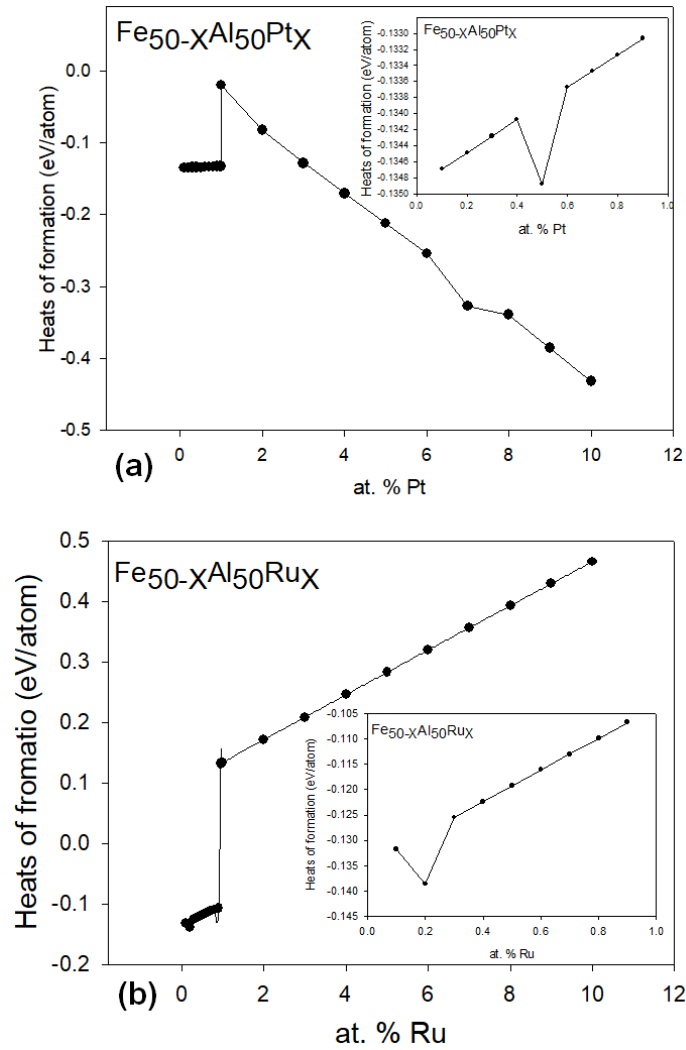 Fe50-XAl50PtX
Heats of formation (eV/atom)
0.0
-0.1
-0.2
-0.3
-0.4
-0.5
0 2 4 6 8 10 12
at. % Pt
(a)
Fe50-XAl50PtX
Heats of formation (eV/atom)
-0.1330
-0.1333
-0.1336
-0.1338
-0.1340
-0.1342
-0.1344
-0.1346
-0.1348
-0.1350
0.0 0.2 0.4 0.6 0.8 1.0
at. % Pt
Fe50-XAl50RuX
Heats of fromatio (eV/atom)
0.5
0.4
0.3
0.2
0.1
0.0
-0.1
-0.2
0 2 4 6 8 10 12
at. % Ru
(b)
Fe50-XAl50RuX
Heats of formation (eV/atom)
-0.105
-0.110
-0.115
-0.120
-0.125
-0.130
-0.135
-0.140
-0.145
0.0 0.2 0.4 0.6 0.8 1.0
at. % Ru